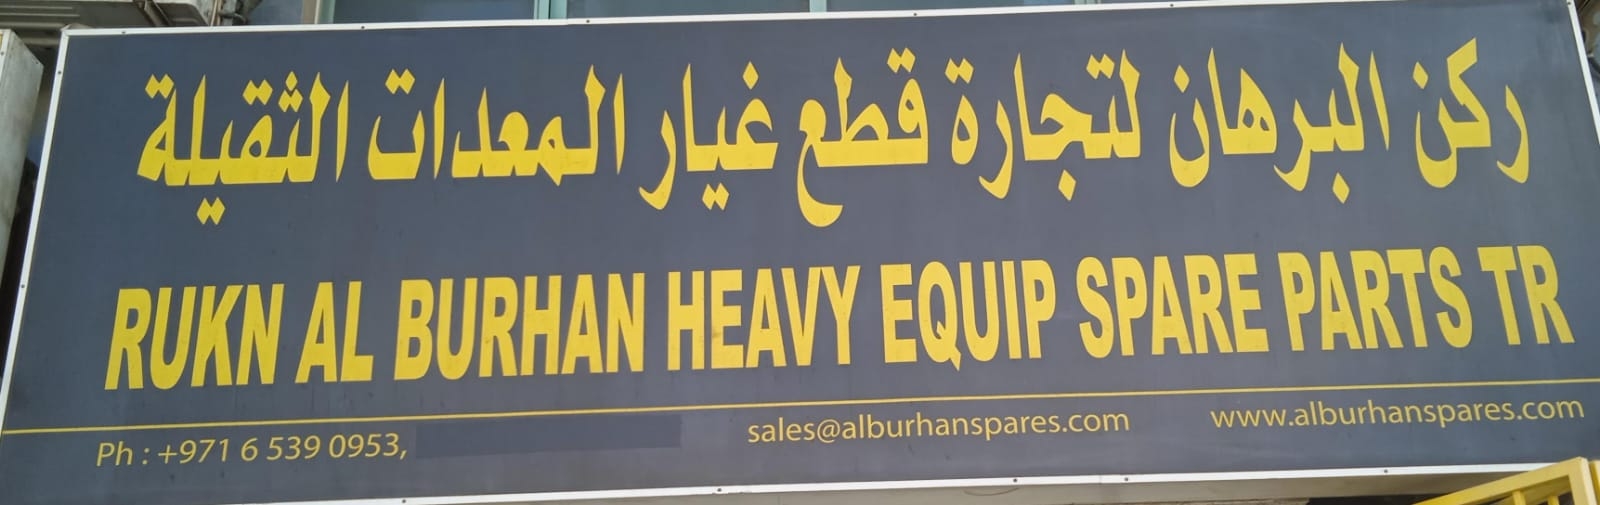 ركن البرهان لتجارة قطع غيار المعدات الثقيلة
RUKN AL BURHAN HEAVY EQUIP SPARE PARTS TR
Ph : +971 6 539 0953, sales@alburhanspares.com www.alburhanspares.com